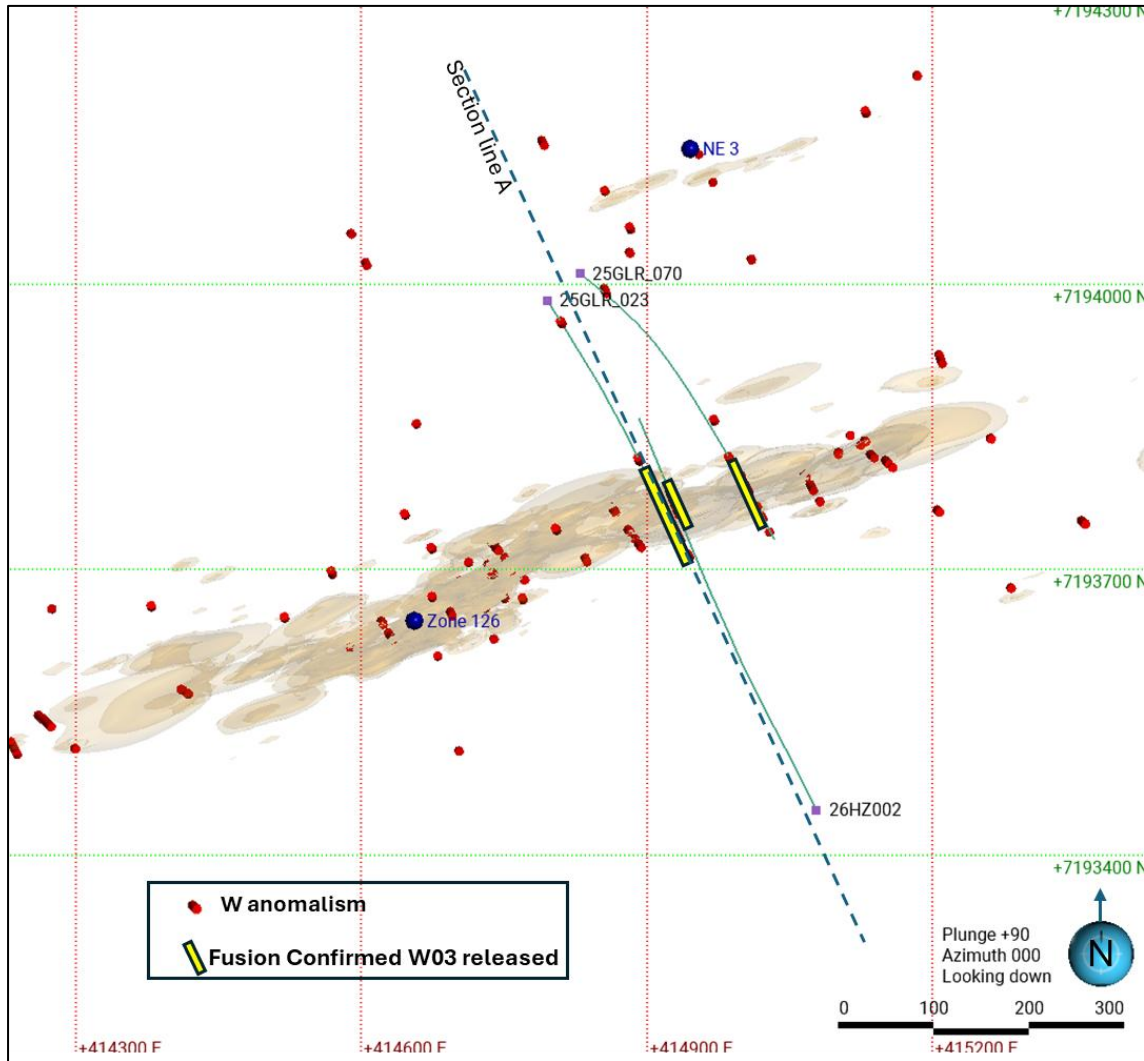 +7194300 N
Section line A
NE 3
25GLR_070
+7194000 N
25GLR_023
+7193700 N
Zone 126
26HZ002
+7193400 N
W anomalism
Fusion Confirmed W03 released
Plunge +90
Azimuth 000
Looking down
N
0 100 200 300
+414300 E +414600 E +414900 E +415200 E